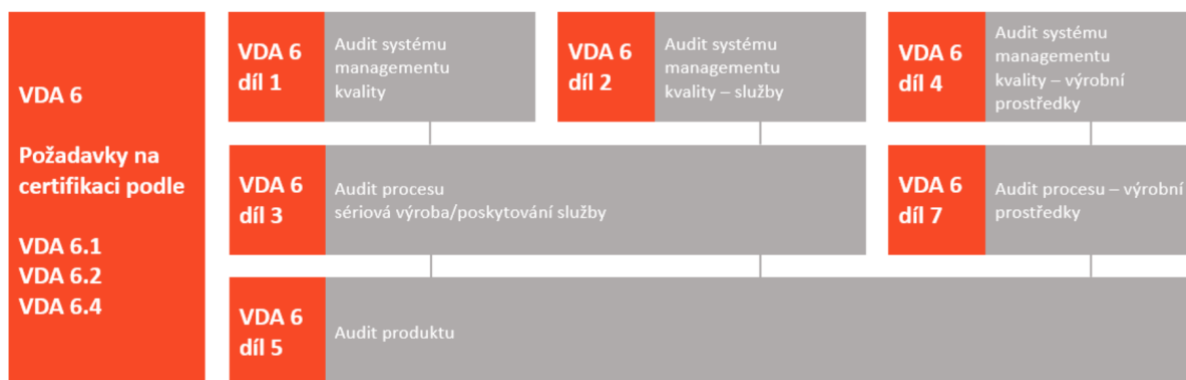 VDA 6
Požadavky na
certifikaci podle
VDA 6.1
VDA 6.2
VDA 6.4
VDA 6
díl 1
Audit systému
managementu
kvality
VDA 6
díl 2
Audit systému
managementu
kvality – služby
VDA 6
díl 4
Audit systému
managementu
kvality – výrobní
prostředky
VDA 6
díl 3
Audit procesu
sériová výroba/poskytování služby
VDA 6
díl 7
Audit procesu – výrobní
prostředky
VDA 6
díl 5
Audit produktu